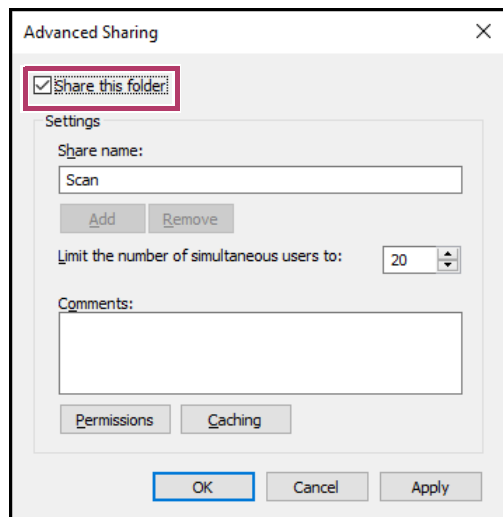 Advanced Sharing
Share this folder
Settings
Share name:
Scan
Add Remove
Limit the number of simultaneous users to: 20
Comments:
Permissions Caching
OK Cancel Apply